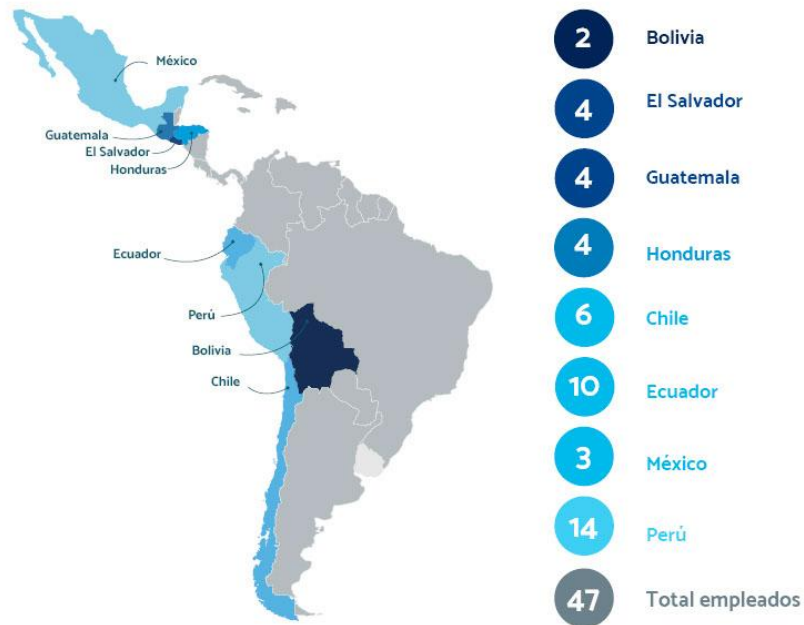 México
Guatemala
El Salvador
Honduras
Ecuador
Perú
Bolivia
Chile
2 Bolivia
4 El Salvador
4 Guatemala
4 Honduras
6 Chile
10 Ecuador
3 México
14 Perú
47 Total empleados